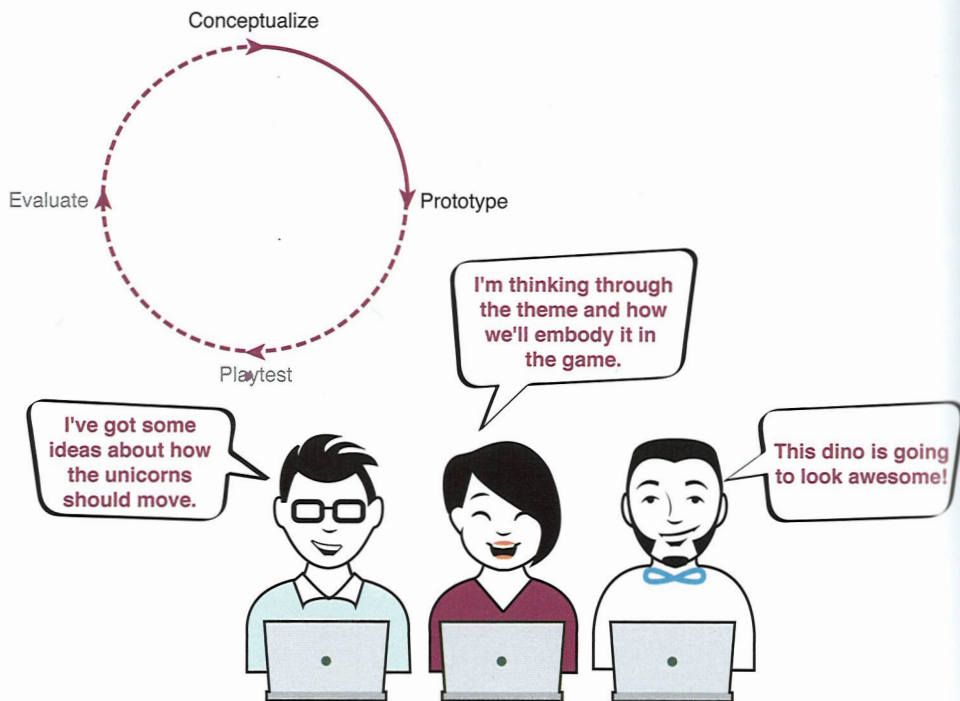 Conceptualize
Evaluate
Prototype
Playtest
I'm thinking through
the theme and how
we'll embody it in
the game.
I've got some
ideas about how
the unicorns
should move.
This dino is going
to look awesome!